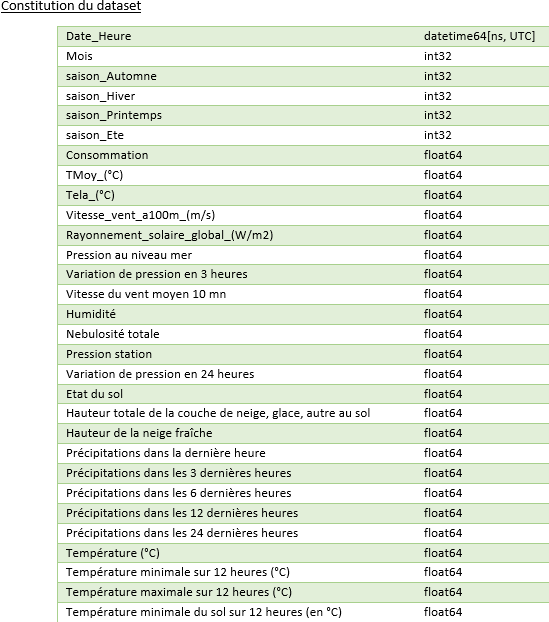 Constitution du dataset
Date_Heure datetime64[ns, UTC]
Mois int32
saison_Automne int32
saison_Hiver int32
saison_Printemps int32
saison_Ete int32
Consommation float64
TMoy_(°C) float64
Tela_(°C) float64
Vitesse_vent_a100m_(m/s) float64
Rayonnement_solaire_global_(W/m2) float64
Pression au niveau mer float64
Variation de pression en 3 heures float64
Vitesse du vent moyen 10 mn float64
Humidité float64
Nebulosité totale float64
Pression station float64
Variation de pression en 24 heures float64
Etat du sol float64
Hauteur totale de la couche de neige, glace, autre au sol float64
Hauteur de la neige fraîche float64
Précipitations dans la dernière heure float64
Précipitations dans les 3 dernières heures float64
Précipitations dans les 6 dernières heures float64
Précipitations dans les 12 dernières heures float64
Précipitations dans les 24 dernières heures float64
Température (°C) float64
Température minimale sur 12 heures (°C) float64
Température maximale sur 12 heures (°C) float64
Température minimale du sol sur 12 heures (en °C) float64